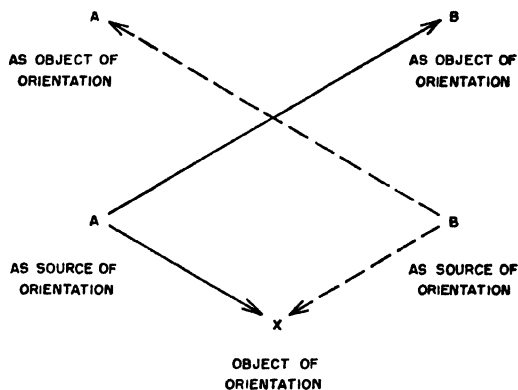 A B
AS OBJECT OF AS OBJECT OF
ORIENTATION ORIENTATION
A B
AS SOURCE OF AS SOURCE OF
ORIENTATION ORIENTATION
X
OBJECT OF
ORIENTATION